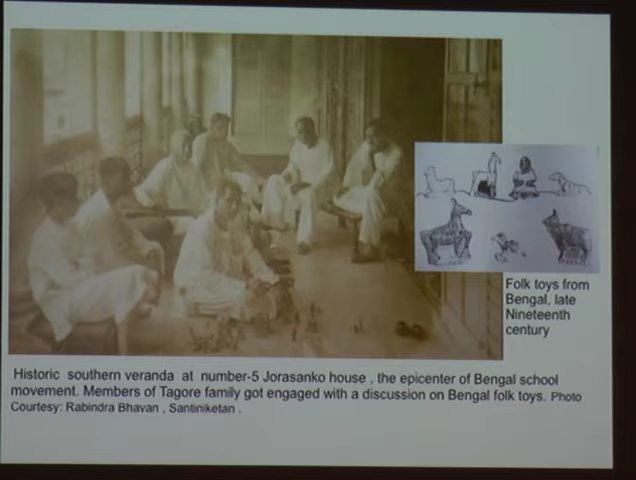 Folk toys from
Bengal, late
Nineteenth
century
Historic southern veranda at number-5 Jorasanko house , the epicenter of Bengal school
movement. Members of Tagore family got engaged with a discussion on Bengal folk toys. Photo
Courtesy: Rabindra Bhavan , Santiniketan .